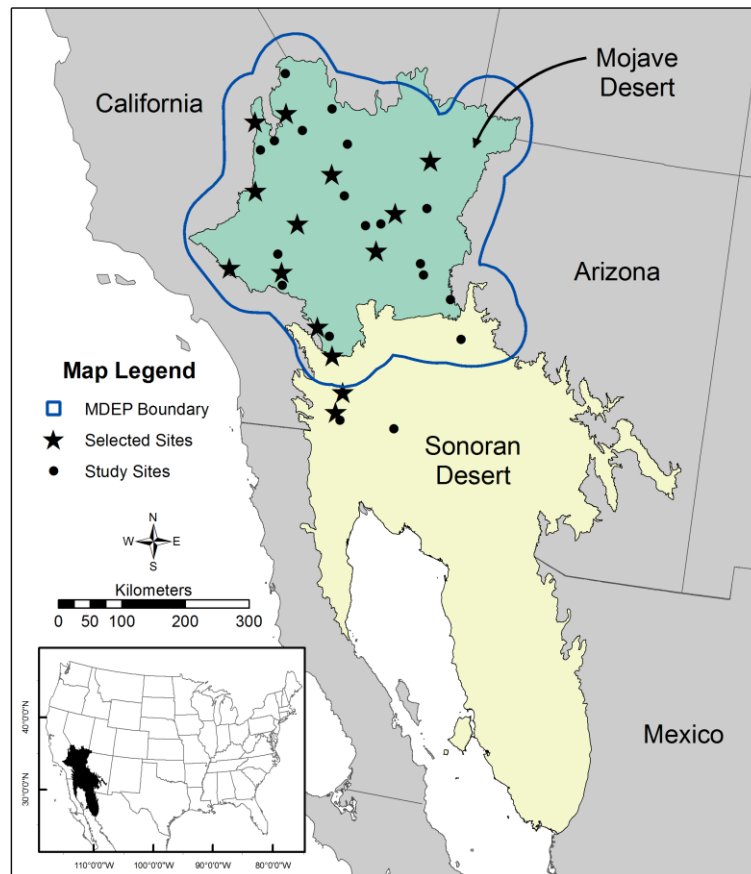 California
Mojave
Desert
Arizona
Map Legend
MDEP Boundary
Selected Sites
Study Sites
Sonoran
Desert
N
W E
S
Kilometers
0 50 100 200 300
Mexico
40°0'0"N
30°0'0"N
110°0'0"W 100°0'0"W 90°0'0"W 80°0'0"W